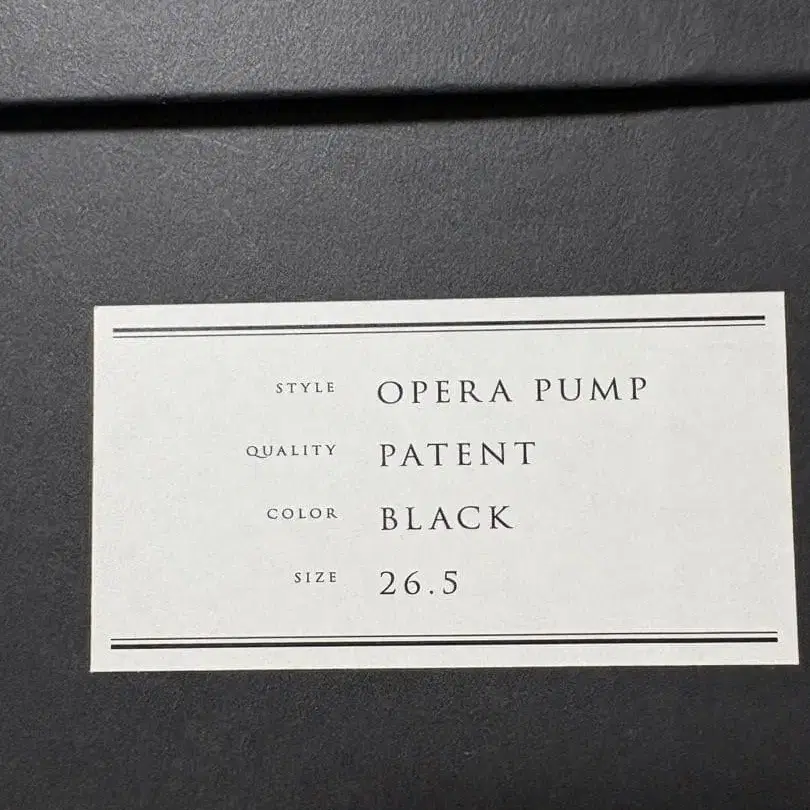 STYLE OPERA PUMP
QUALITY PATENT
COLOR BLACK
SIZE 26.5